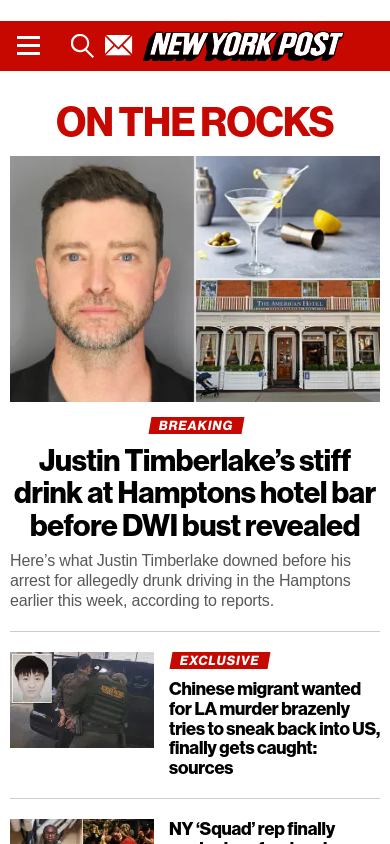 NEW YORK POST
ON THE ROCKS
THE AMERICAN HOTEL
BREAKING
Justin Timberlake’s stiff
drink at Hamptons hotel bar
before DWI bust revealed
Here’s what Justin Timberlake downed before his
arrest for allegedly drunk driving in the Hamptons
earlier this week, according to reports.
EXCLUSIVE
Chinese migrant wanted
for LA murder brazenly
tries to sneak back into US,
finally gets caught:
sources
NY ‘Squad’ rep finally